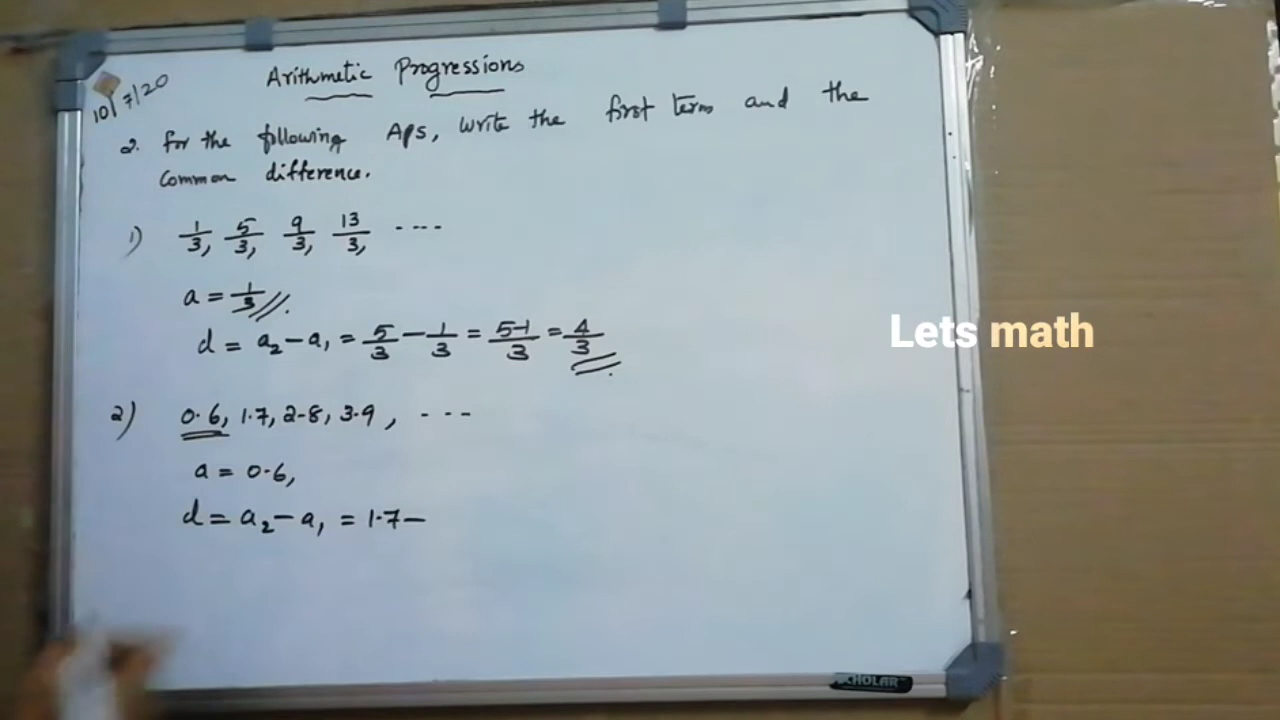 10/7/20
Arithmetic Progressions
2. For the following APs, write the first term and the
common difference.
1) 1/3, 5/3, 9/3, 13/3, ....
a = 1/3 //.
d = a₂ - a₁ = 5/3 - 1/3 = 5-1/3 = 4/3
Lets math
2) 0.6, 1.7, 2.8, 3.9, ---
a = 0.6,
d = a₂ - a₁ = 1.7 -
SCHOLAR